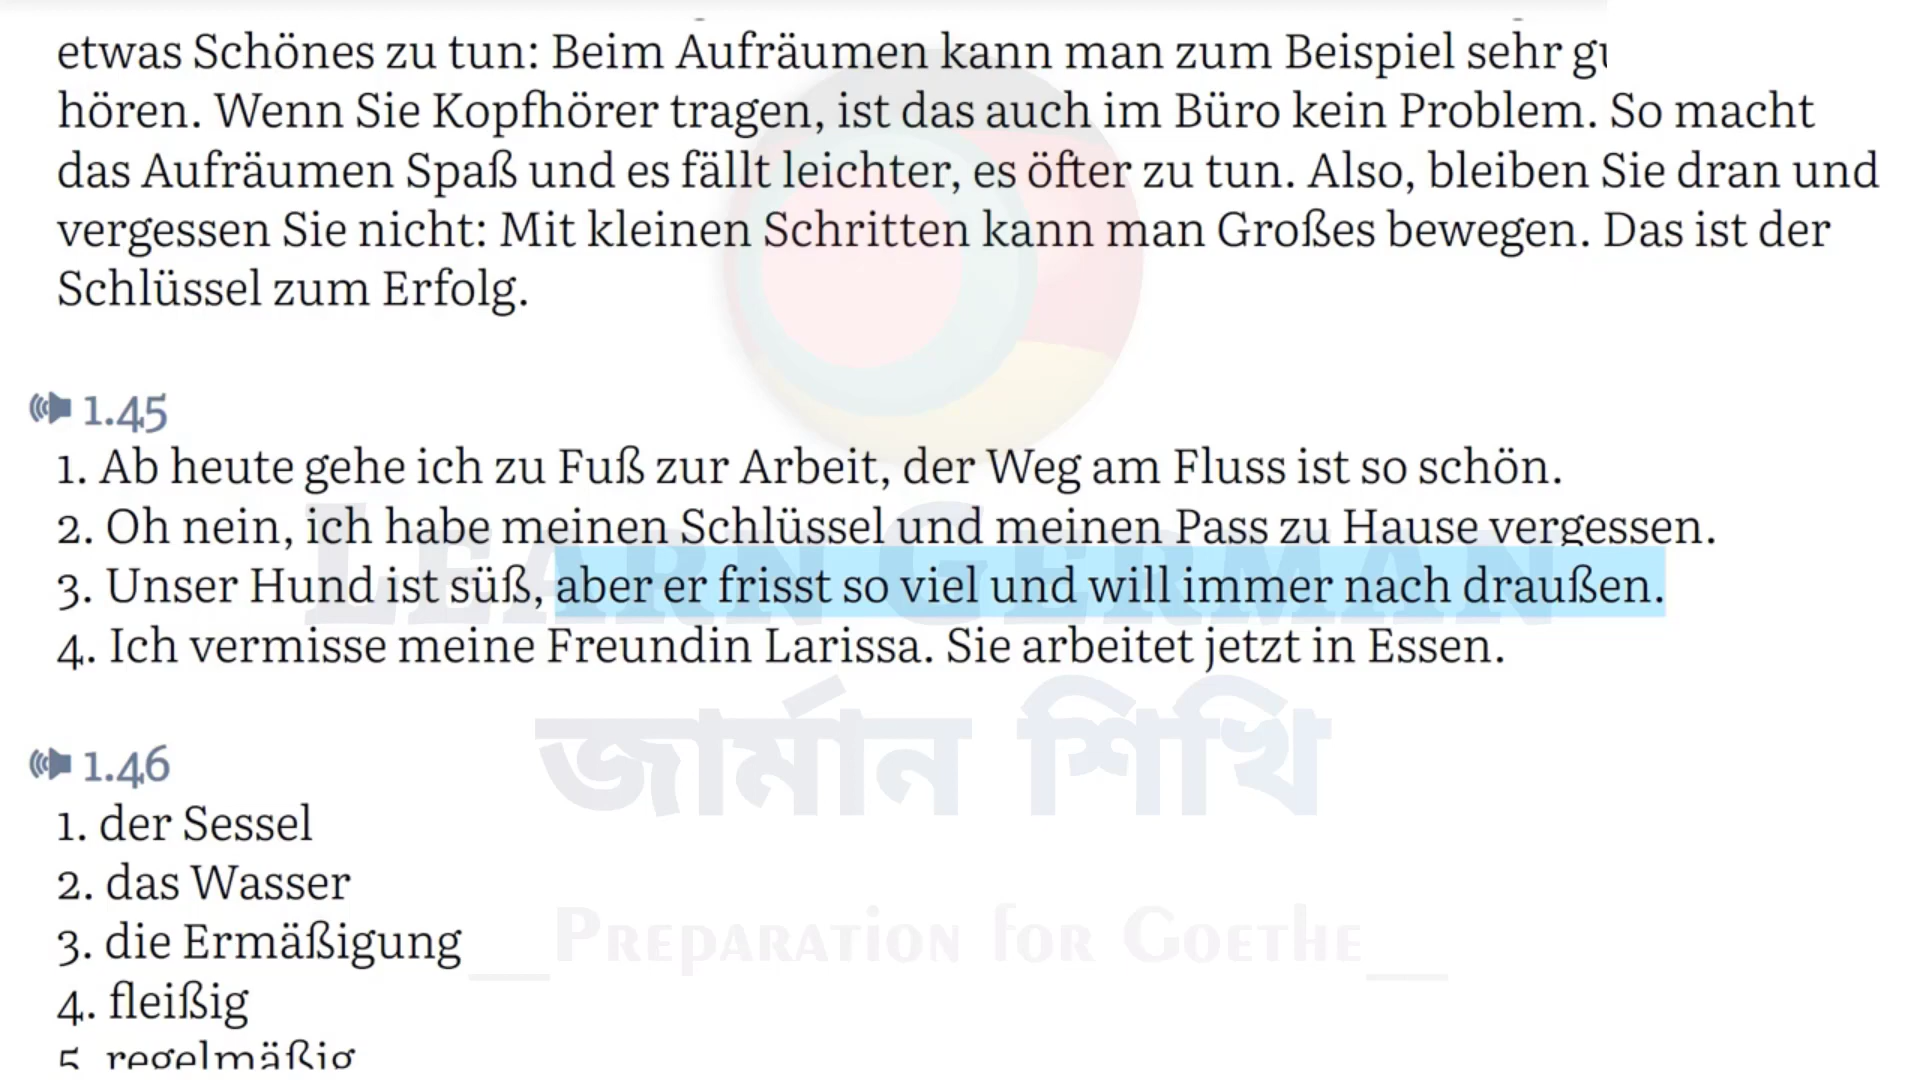 etwas Schönes zu tun: Beim Aufräumen kann man zum Beispiel sehr
hören. Wenn Sie Kopfhörer tragen, ist das auch im Büro kein Problem. So macht
das Aufräumen Spaß und es fällt leichter, es öfter zu tun. Also, bleiben Sie dran und
vergessen Sie nicht: Mit kleinen Schritten kann man Großes bewegen. Das ist der
Schlüssel zum Erfolg.
1.45
1. Ab heute gehe ich zu Fuß zur Arbeit, der Weg am Fluss ist so schön.
2. Oh nein, ich habe meinen Schlüssel und meinen Pass zu Hause vergessen.
3. Unser Hund ist süß, aber er frisst so viel und will immer nach draußen.
LEARN GERMAN
4. Ich vermisse meine Freundin Larissa. Sie arbeitet jetzt in Essen.
জার্মান শিখি
1.46
1. der Sessel
2. das Wasser
3. die Ermäßigung
__Preparation for Goethe__
4. fleißig
5. regelmäßig